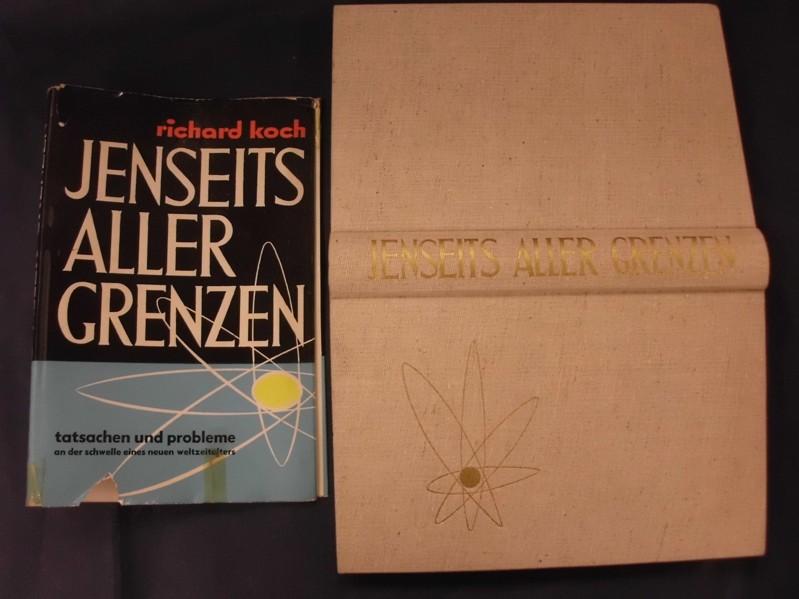 richard koch
JENSEITS
ALLER
GRENZEN
tatsachen und probleme
an der schwelle eines neuen weltzeitalters
JENSEITS ALLER GRENZEN